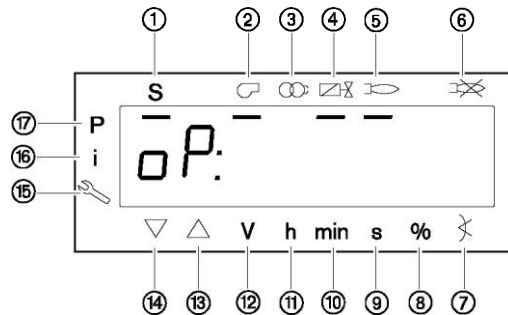 ① ② ③ ④ ⑤ ⑥
S
⑰ P
⑯ i
⑮
oP:
V h min s %
⑭ ⑬ ⑫ ⑪ ⑩ ⑨ ⑧ ⑦